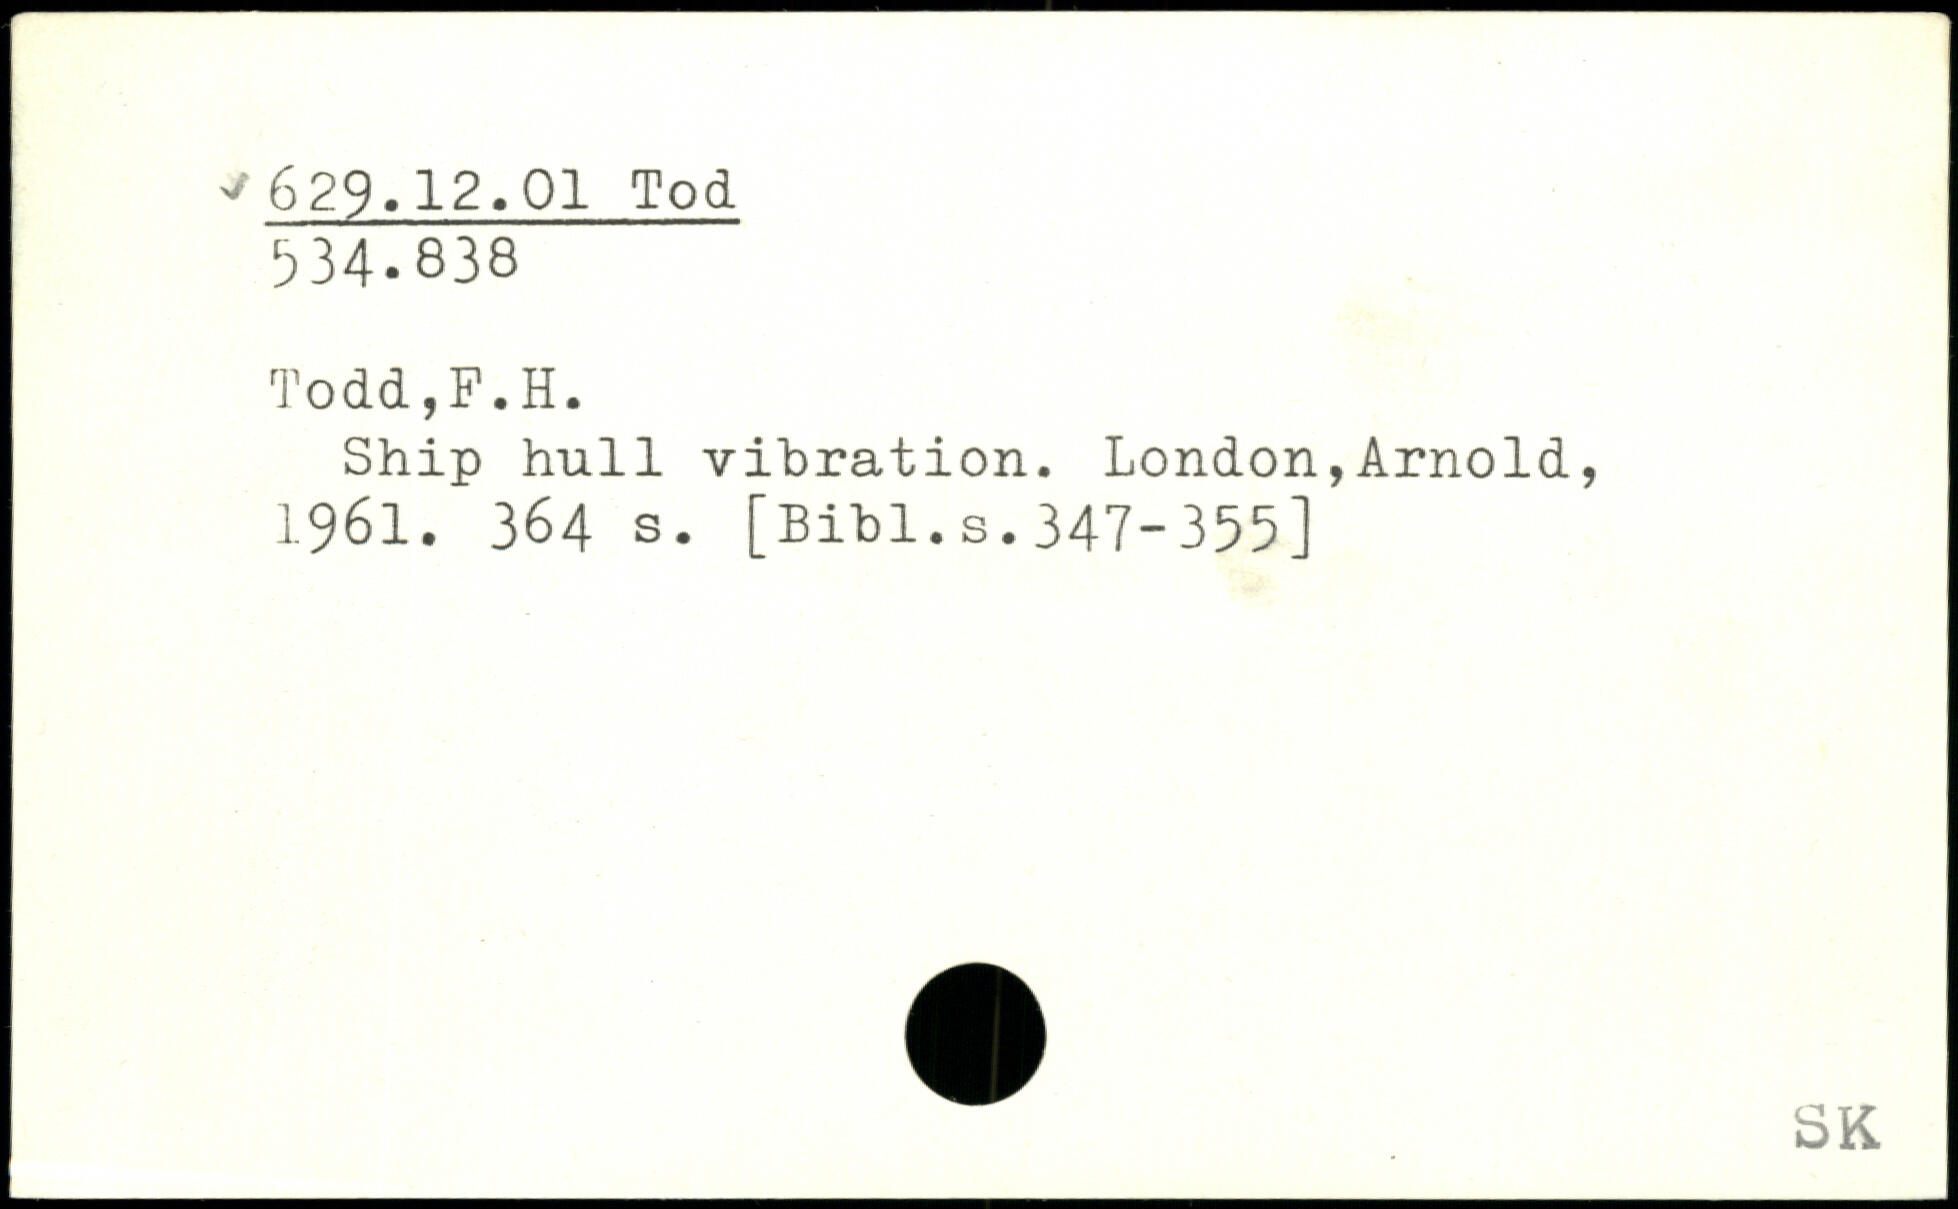 629.12.01 Tod
534.838
Todd,F.H.
Ship hull vibration. London,Arnold,
1961. 364 s. [Bibl.s.347-355]
SK